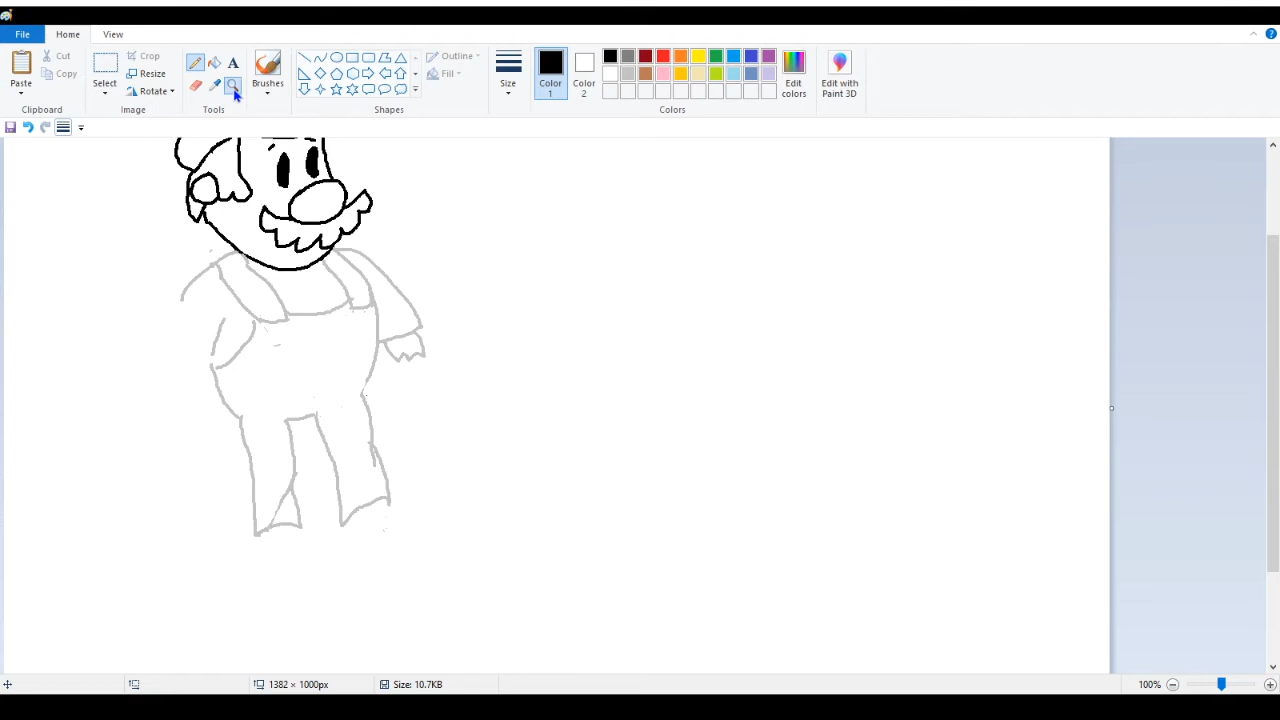 File Home View
Paste Cut Copy
Clipboard
Select Crop Resize Rotate
Image
A
Tools
Brushes
Outline Fill
Shapes
Size
Color 1
Color 2
Edit colors
Colors
Edit with Paint 3D
1382 × 1000px
Size: 10.7KB
100%